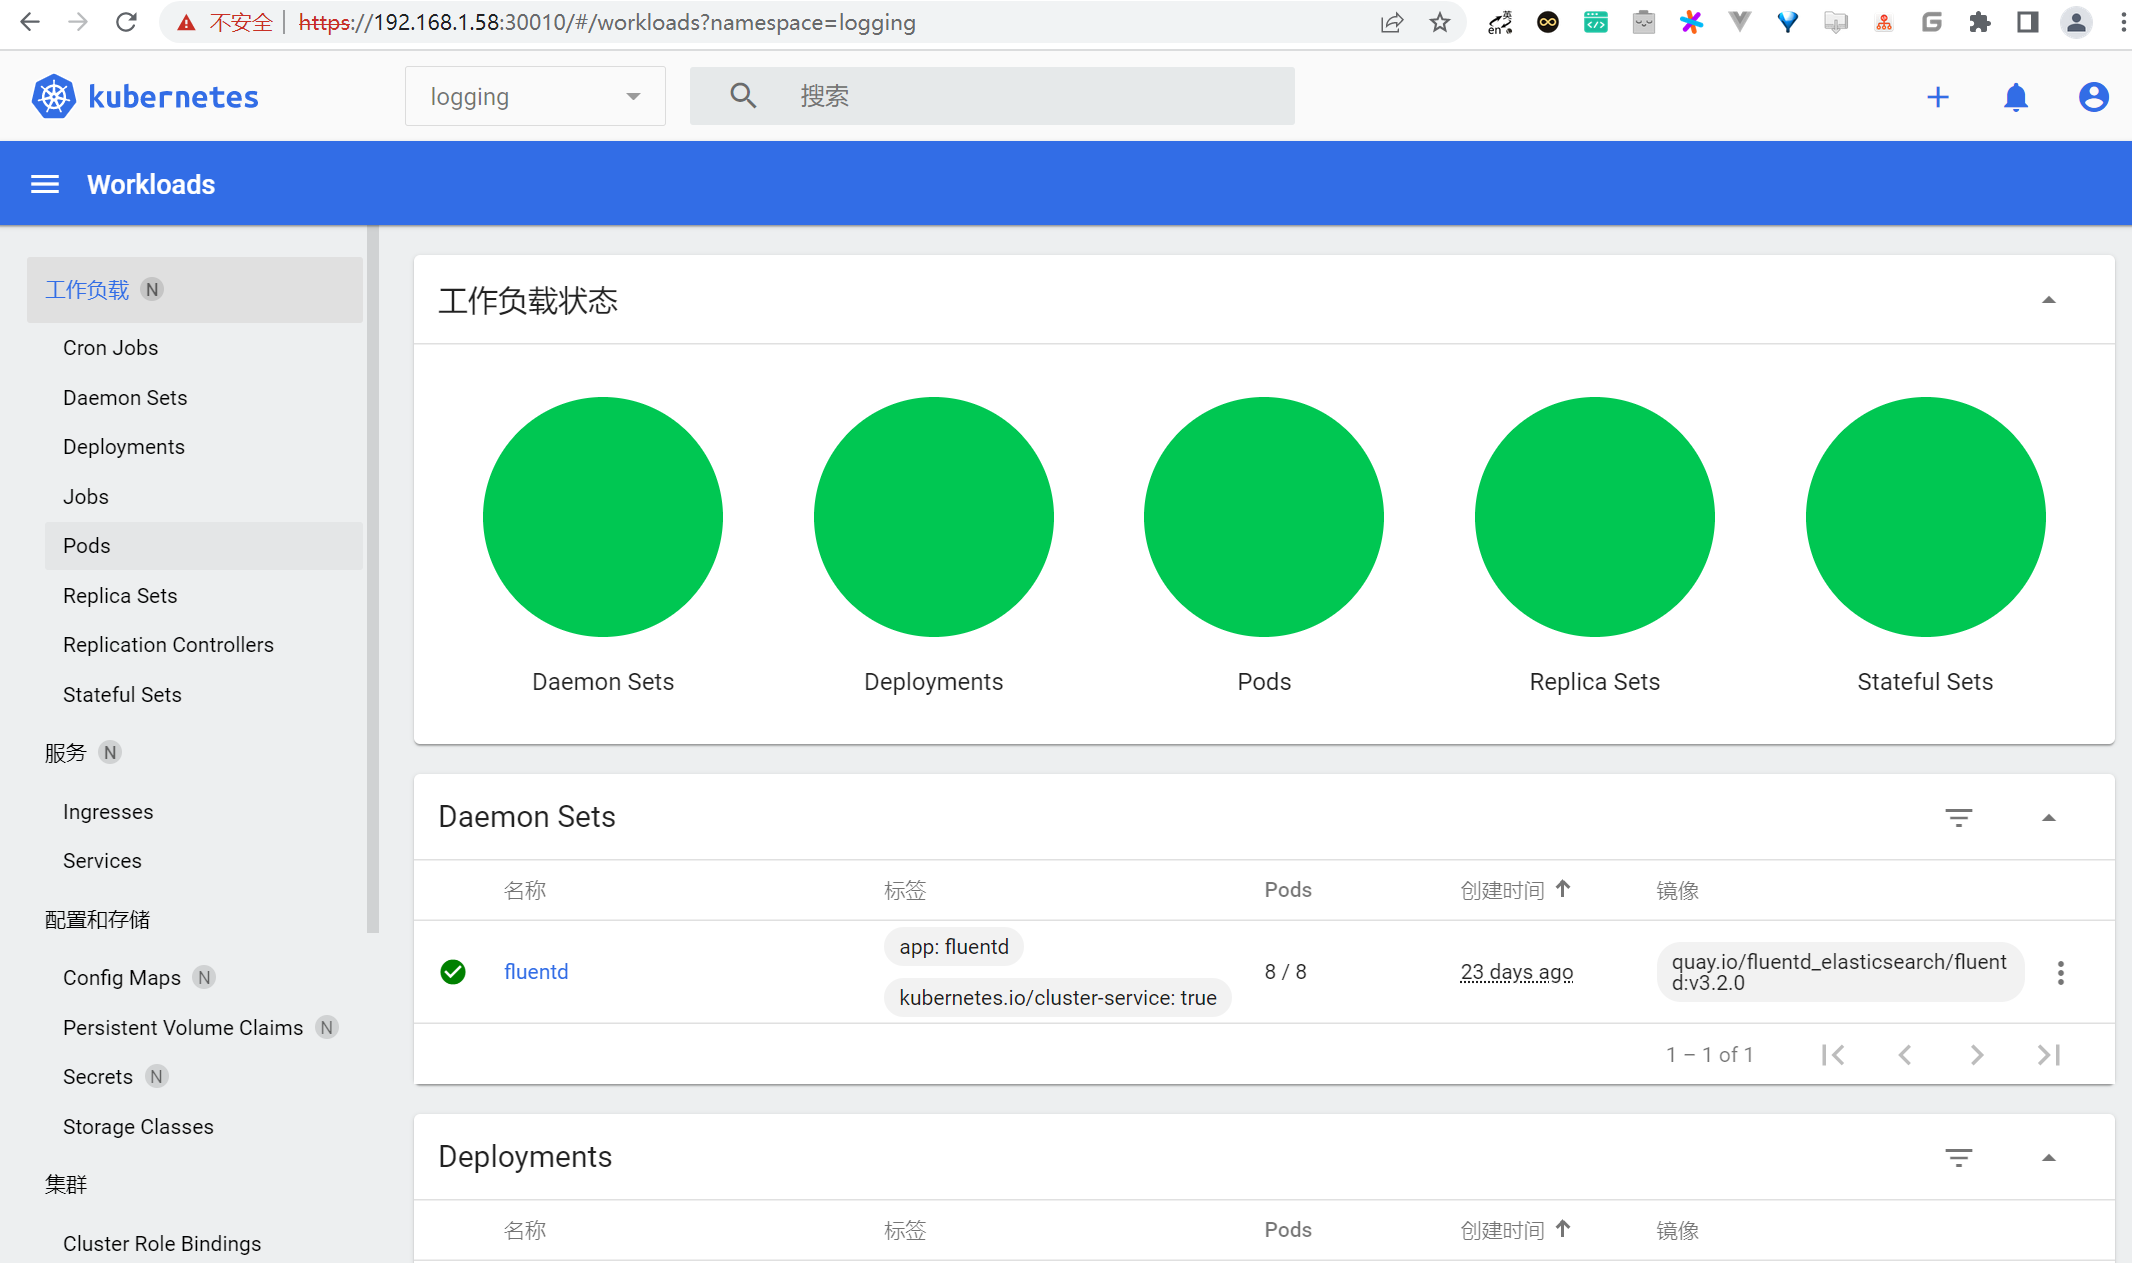 不安全 https://192.168.1.58:30010/#/workloads?namespace=logging
kubernetes
logging
搜索
Workloads
工作负载 N
Cron Jobs
Daemon Sets
Deployments
Jobs
Pods
Replica Sets
Replication Controllers
Stateful Sets
服务 N
Ingresses
Services
配置和存储
Config Maps N
Persistent Volume Claims N
Secrets N
Storage Classes
集群
Cluster Role Bindings
工作负载状态
Daemon Sets
Deployments
Pods
Replica Sets
Stateful Sets
Daemon Sets
名称 标签 Pods 创建时间 镜像
fluentd
app: fluentd
kubernetes.io/cluster-service: true
8 / 8
23 days ago
quay.io/fluentd_elasticsearch/fluent
d:v3.2.0
1 – 1 of 1
Deployments
名称 标签 Pods 创建时间 镜像